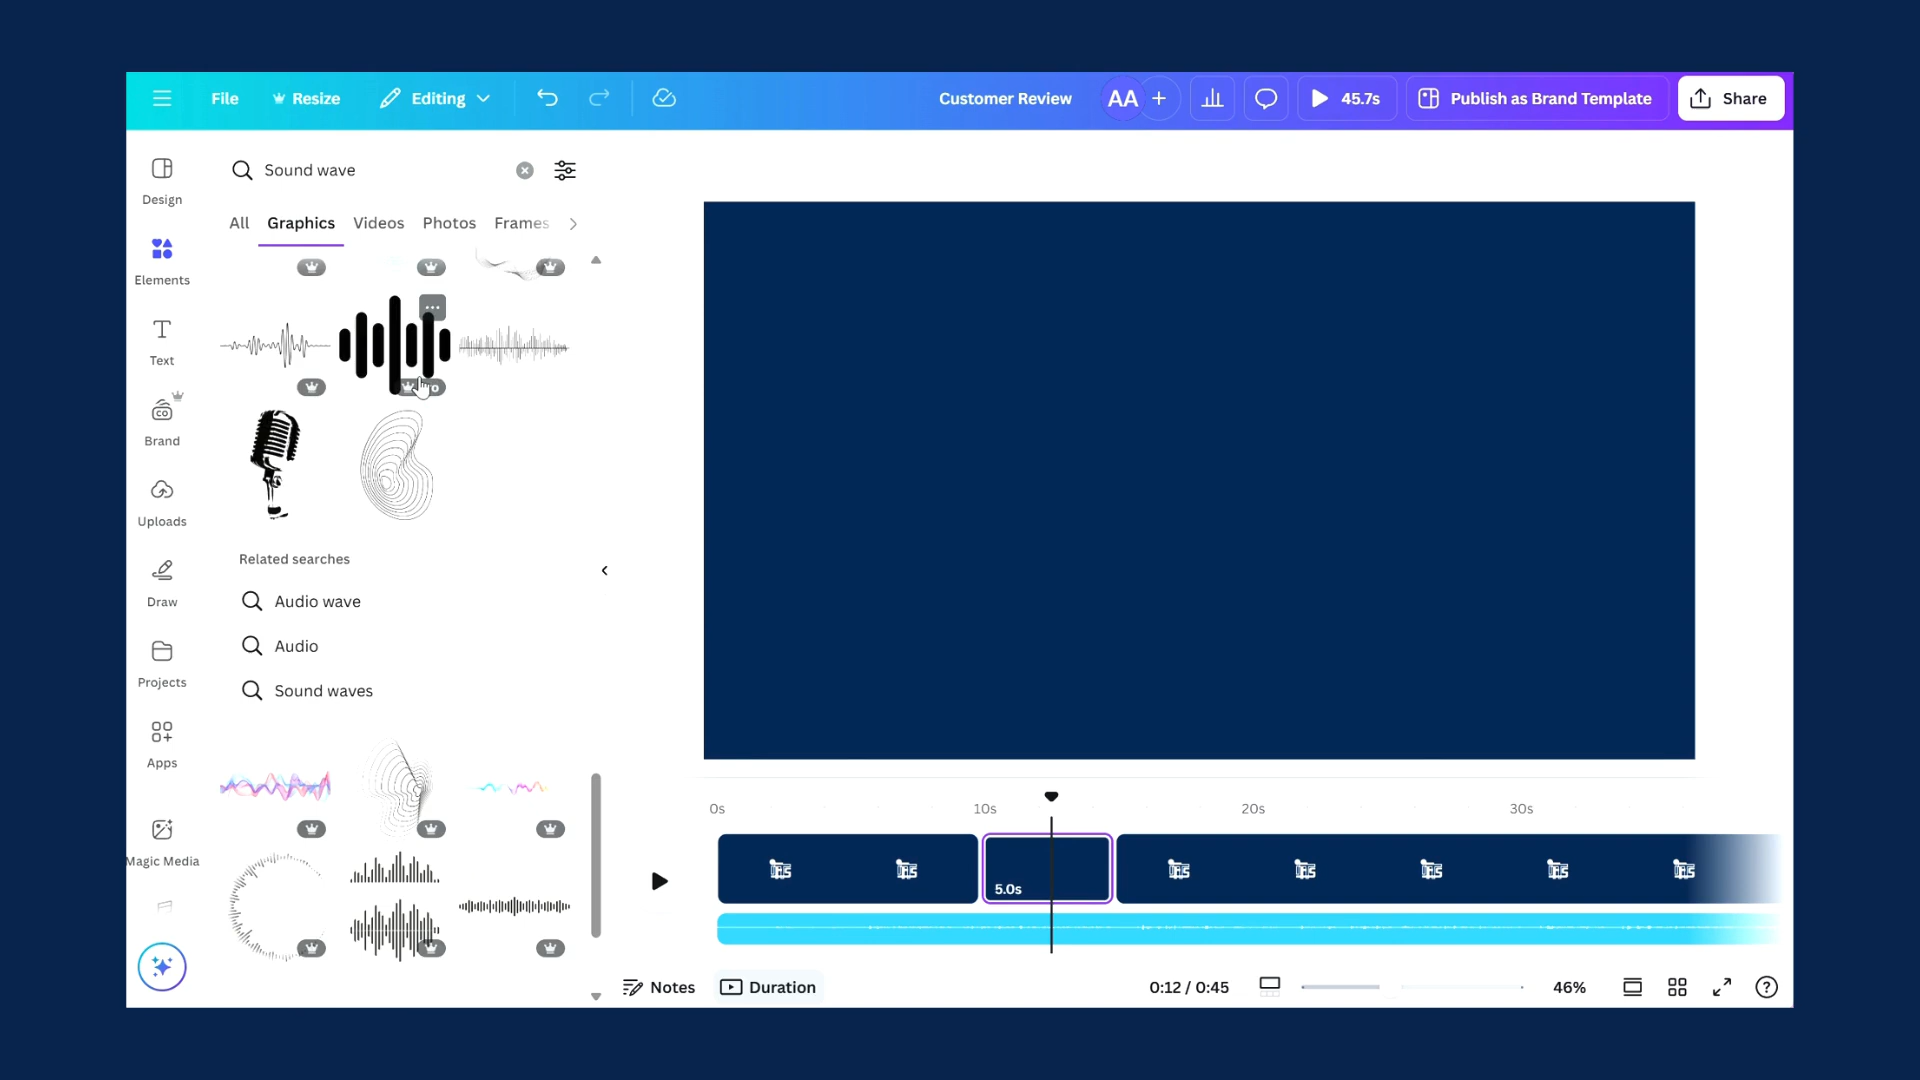 File
Resize
Editing
Customer Review
AA
45.7s
Publish as Brand Template
Share
Design
Elements
Text
Brand
Uploads
Draw
Projects
Apps
Magic Media
Sound wave
All
Graphics
Videos
Photos
Frames
Related searches
Audio wave
Audio
Sound waves
0s
10s
20s
30s
5.0s
Notes
Duration
0:12 / 0:45
46%